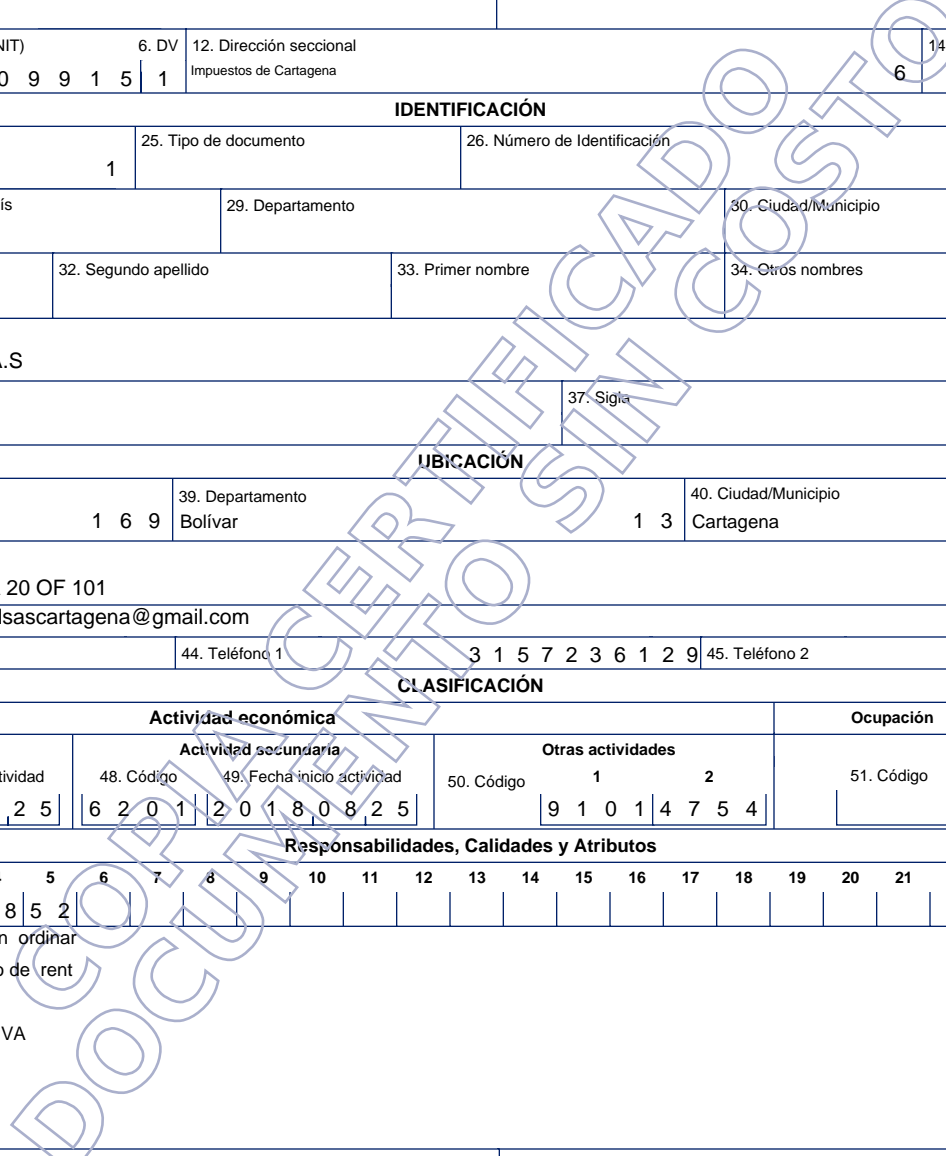 NIT) 6. DV 12. Dirección seccional 14
0 9 9 1 5 1 Impuestos de Cartagena 6
IDENTIFICACIÓN
25. Tipo de documento 26. Número de Identificación
1
ís 29. Departamento 30. Ciudad/Municipio
32. Segundo apellido 33. Primer nombre 34. Otros nombres
A.S
37. Sigla
UBICACIÓN
39. Departamento 40. Ciudad/Municipio
1 6 9 Bolívar 1 3 Cartagena
20 OF 101
lsascartagena@gmail.com
44. Teléfono 1 3 1 5 7 2 3 6 1 2 9 45. Teléfono 2
CLASIFICACIÓN
Actividad económica Ocupación
Actividad secundaria Otras actividades
tividad 48. Código 49. Fecha inicio actividad 50. Código 1 2 51. Código
2 5 6 2 0 1 2 0 1 8 0 8 2 5 9 1 0 1 4 7 5 4
Responsabilidades, Calidades y Atributos
5 6 7 8 9 10 11 12 13 14 15 16 17 18 19 20 21
8 5 2
n ordinar
o de rent
VA
COPIA CERTIFICADO
DOCUMENTO SIN COSTO